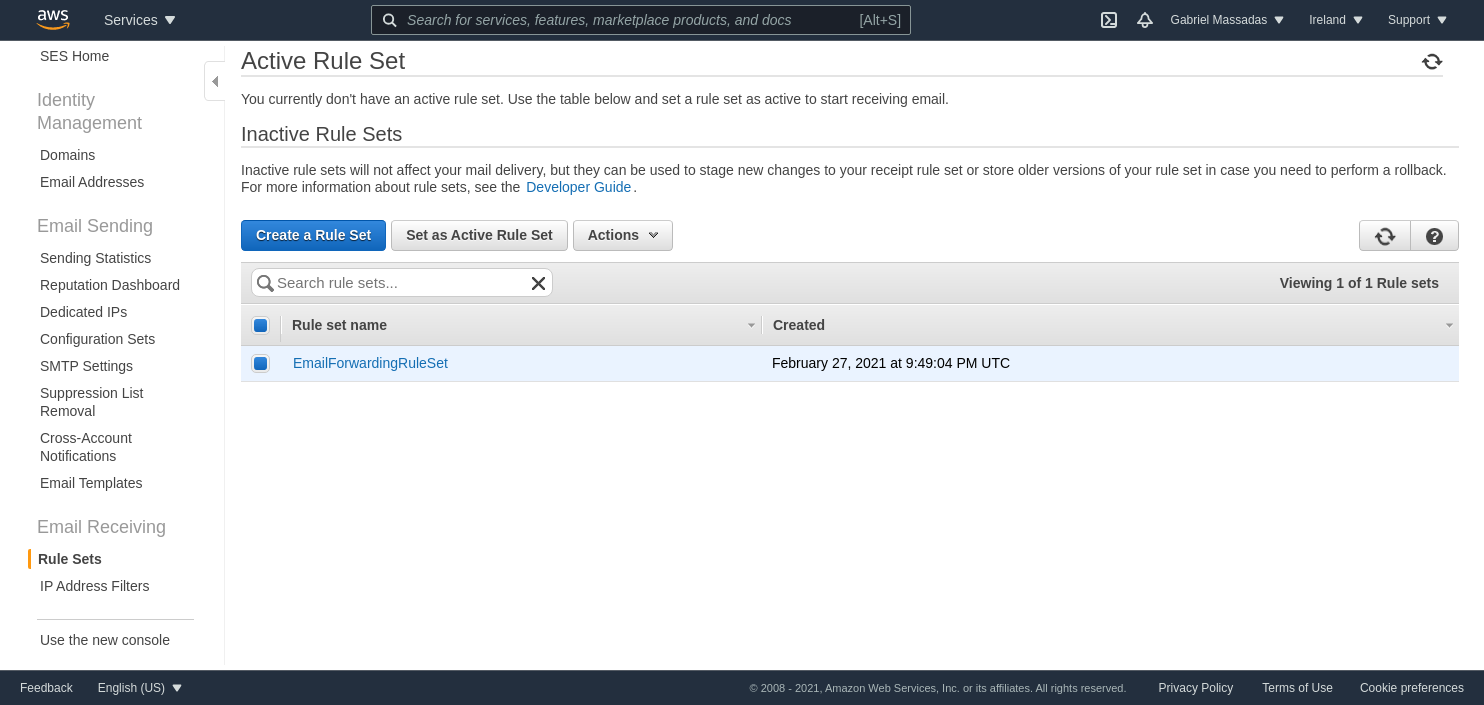 aws Services Search for services, features, marketplace products, and docs [Alt+S] Gabriel Massadas Ireland Support
SES Home
Identity
Management
Domains
Email Addresses
Email Sending
Sending Statistics
Reputation Dashboard
Dedicated IPs
Configuration Sets
SMTP Settings
Suppression List
Removal
Cross-Account
Notifications
Email Templates
Email Receiving
Rule Sets
IP Address Filters
Use the new console
Active Rule Set
You currently don't have an active rule set. Use the table below and set a rule set as active to start receiving email.
Inactive Rule Sets
Inactive rule sets will not affect your mail delivery, but they can be used to stage new changes to your receipt rule set or store older versions of your rule set in case you need to perform a rollback.
For more information about rule sets, see the Developer Guide.
Create a Rule Set Set as Active Rule Set Actions
Search rule sets... Viewing 1 of 1 Rule sets
Rule set name Created
EmailForwardingRuleSet February 27, 2021 at 9:49:04 PM UTC
Feedback English (US) © 2008 - 2021, Amazon Web Services, Inc. or its affiliates. All rights reserved. Privacy Policy Terms of Use Cookie preferences